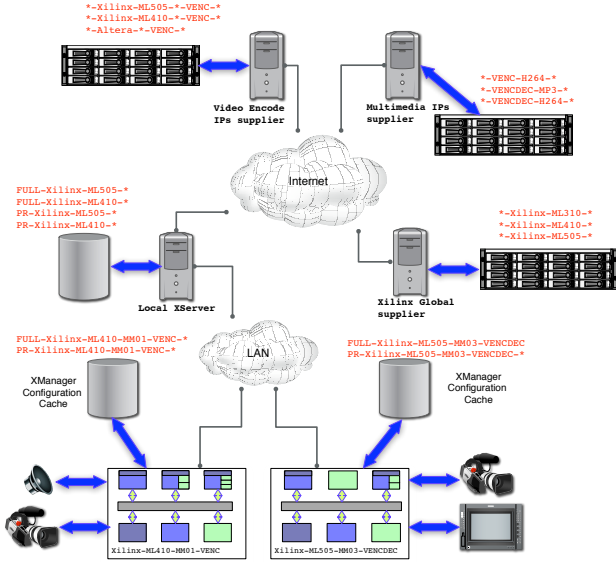 *-Xilinx-ML505-*-VENC-*
*-Xilinx-ML410-*-VENC-*
*-Altera-*-VENC-*
Video Encode
IPs supplier
Multimedia IPs
supplier
*-VENC-H264-*
*-VENCDEC-MP3-*
*-VENCDEC-H264-*
Internet
FULL-Xilinx-ML505-*
FULL-Xilinx-ML410-*
PR-Xilinx-ML505-*
PR-Xilinx-ML410-*
Local XServer
*-Xilinx-ML310-*
*-Xilinx-ML410-*
*-Xilinx-ML505-*
Xilinx Global
supplier
LAN
FULL-Xilinx-ML410-MM01-VENC-*
PR-Xilinx-ML410-MM01-VENC-*
XManager
Configuration
Cache
FULL-Xilinx-ML505-MM03-VENCDEC
PR-Xilinx-ML505-MM03-VENCDEC-*
XManager
Configuration
Cache
Xilinx-ML410-MM01-VENC
Xilinx-ML505-MM03-VENCDEC